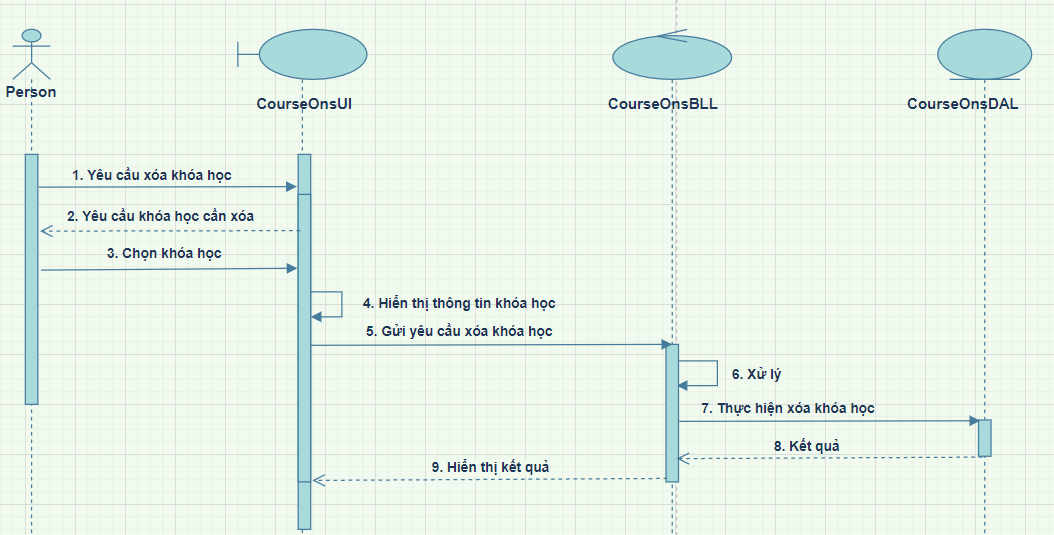 Person
CourseOnsUI
CourseOnsBLL
CourseOnsDAL
1. Yêu cầu xóa khóa học
2. Yêu cầu khóa học cần xóa
3. Chọn khóa học
4. Hiển thị thông tin khóa học
5. Gửi yêu cầu xóa khóa học
6. Xử lý
7. Thực hiện xóa khóa học
8. Kết quả
9. Hiển thị kết quả